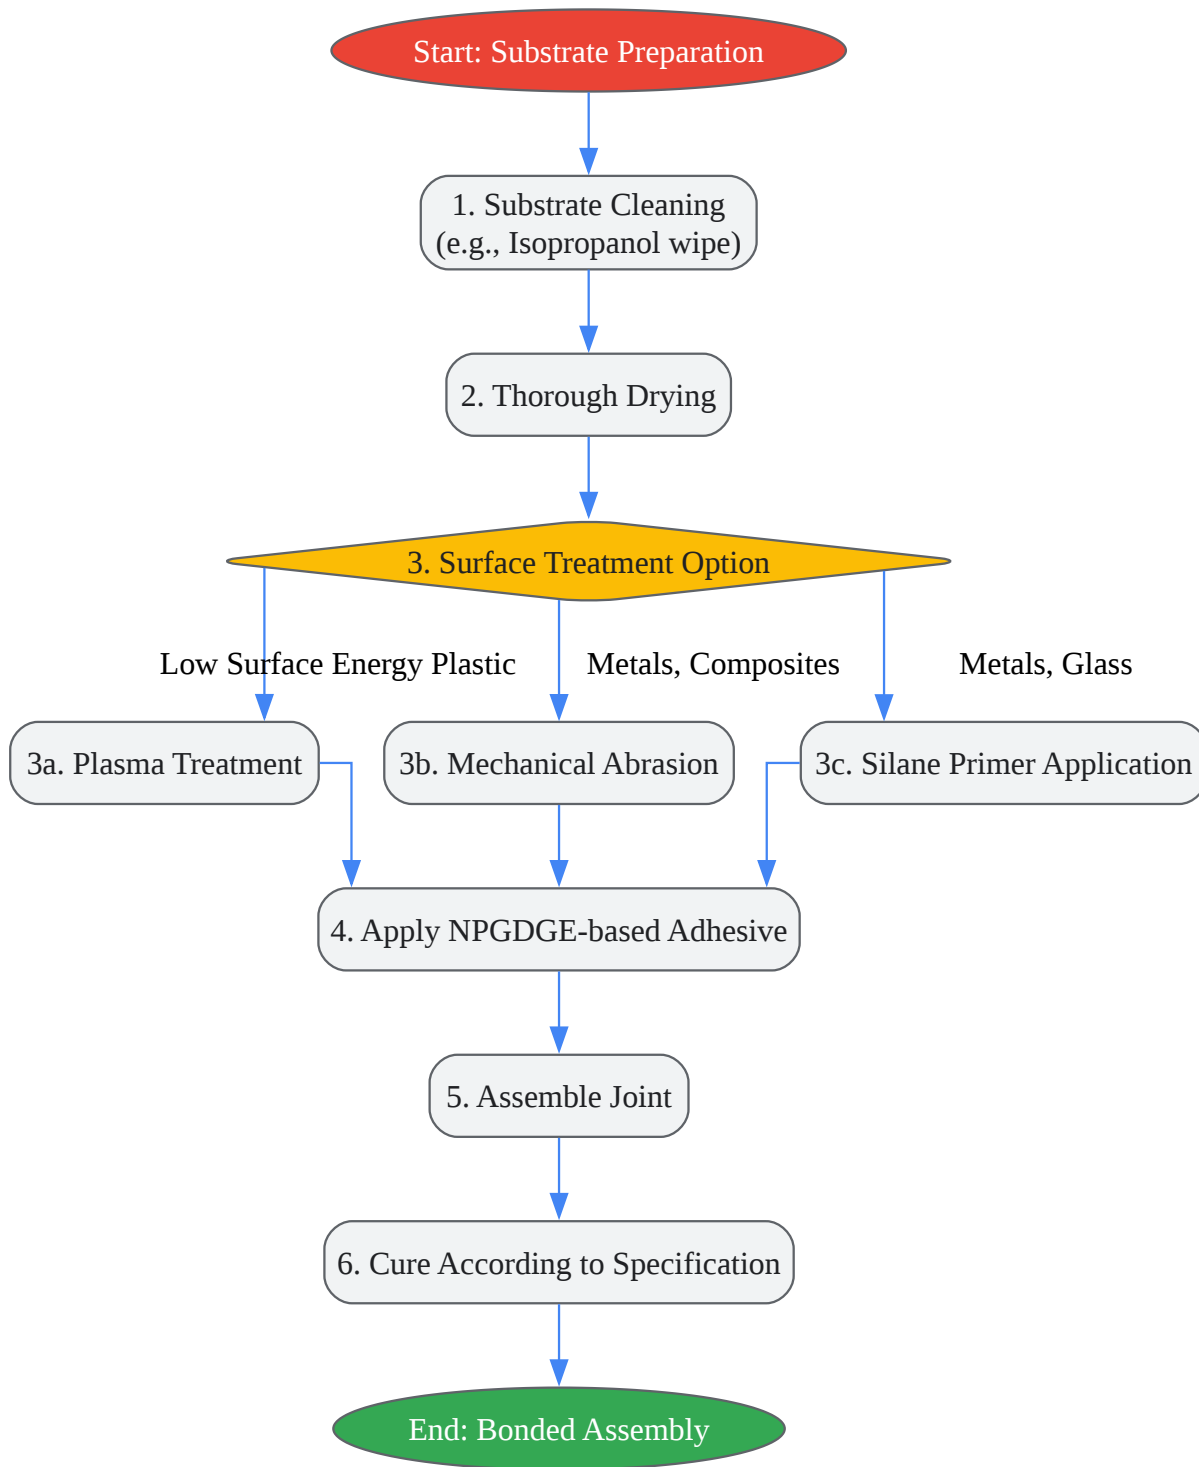 Start: Substrate Preparation
1. Substrate Cleaning
(e.g., Isopropanol wipe)
2. Thorough Drying
3. Surface Treatment Option
Low Surface Energy Plastic
Metals, Composites
Metals, Glass
3a. Plasma Treatment
3b. Mechanical Abrasion
3c. Silane Primer Application
4. Apply NPGDGE-based Adhesive
5. Assemble Joint
6. Cure According to Specification
End: Bonded Assembly